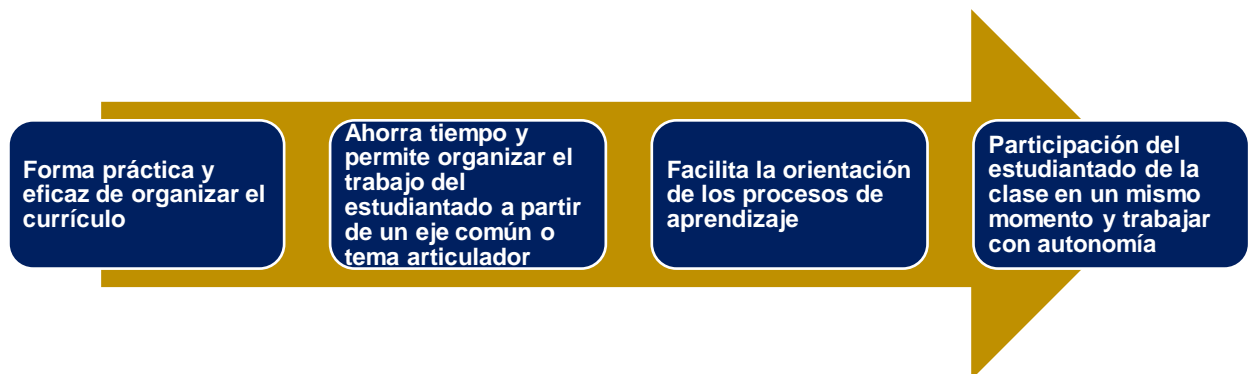 Forma práctica y
eficaz de organizar el
currículo
Ahorra tiempo y
permite organizar el
trabajo del
estudiantado a partir
de un eje común o
tema articulador
Facilita la orientación
de los procesos de
aprendizaje
Participación del
estudiantado de la
clase en un mismo
momento y trabajar
con autonomía